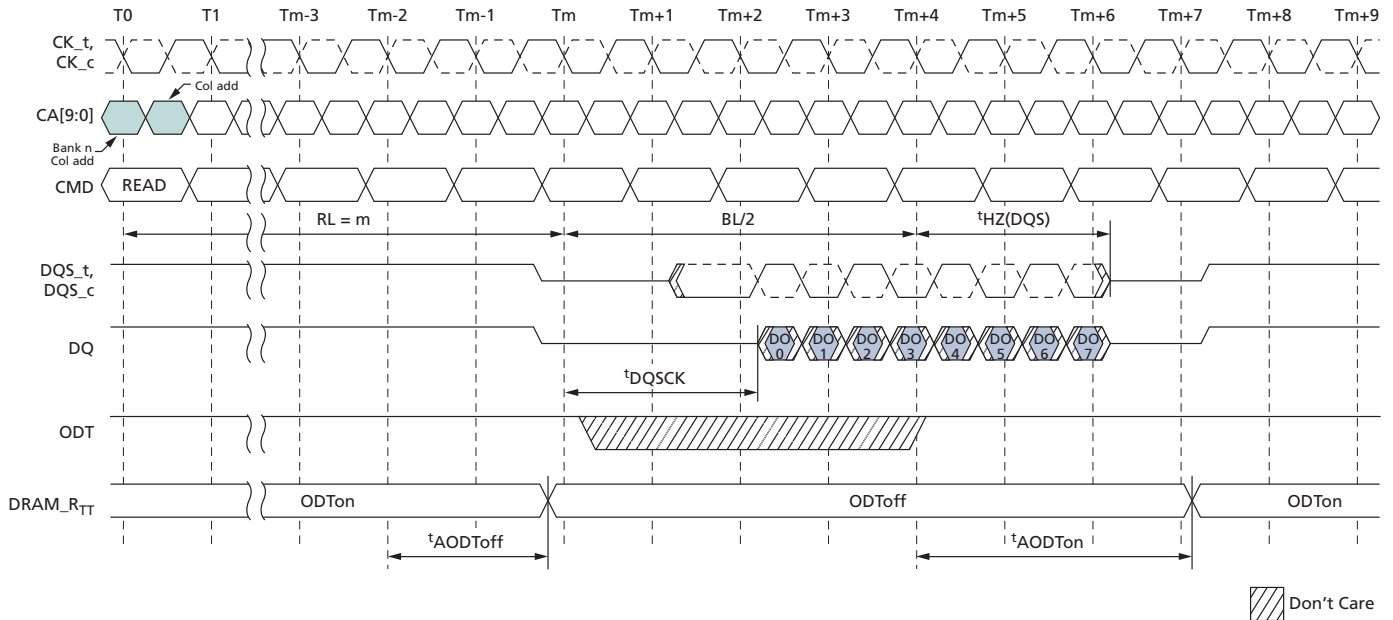 T0 T1 Tm-3 Tm-2 Tm-1 Tm Tm+1 Tm+2 Tm+3 Tm+4 Tm+5 Tm+6 Tm+7 Tm+8 Tm+9
CK_t,
CK_c
Col add
CA[9:0]
Bank n
Col add
CMD READ
RL = m BL/2 tHZ(DQS)
DQS_t,
DQS_c
DQ DO DO DO DO DO DO DO DO
0 1 2 3 4 5 6 7
tDQSCK
ODT
DRAM_RTT ODTon ODToff ODTon
tAODToff tAODTon
Don't Care